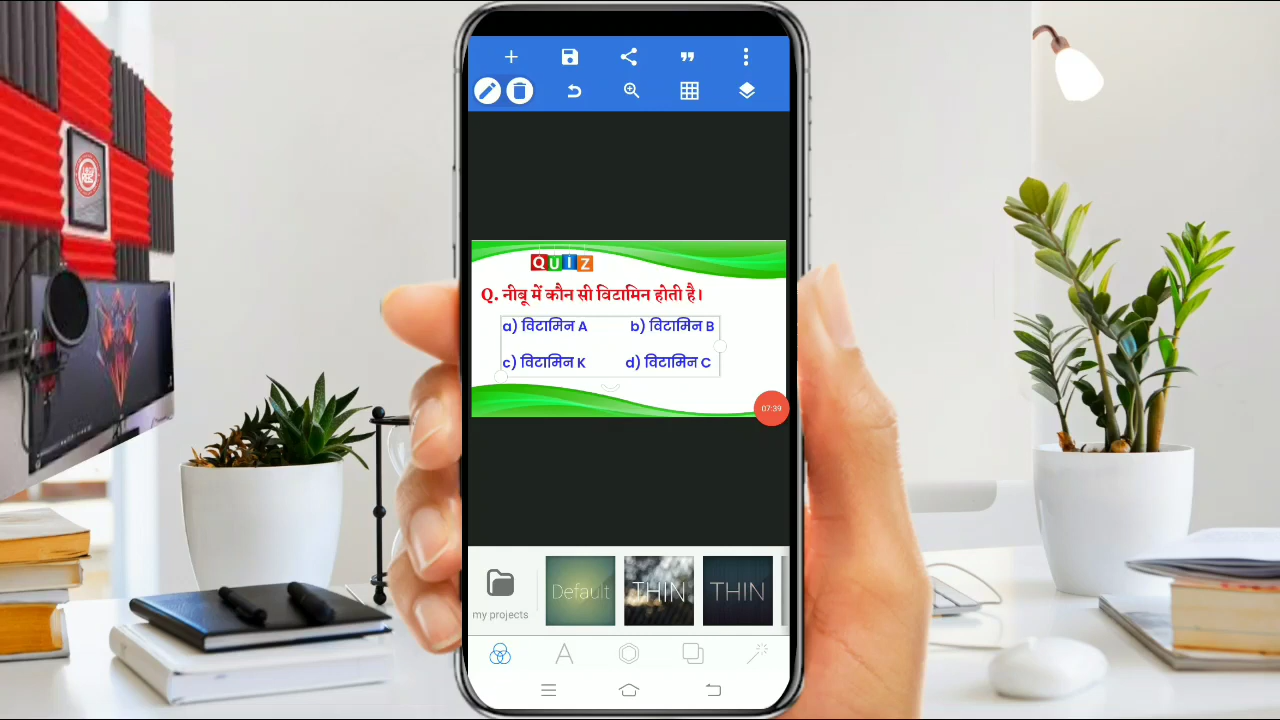 QUIZ
Q. नीबू में कौन सी विटामिन होती है।
a) विटामिन A b) विटामिन B
c) विटामिन K d) विटामिन C
07:39
Default THIN THIN
my projects